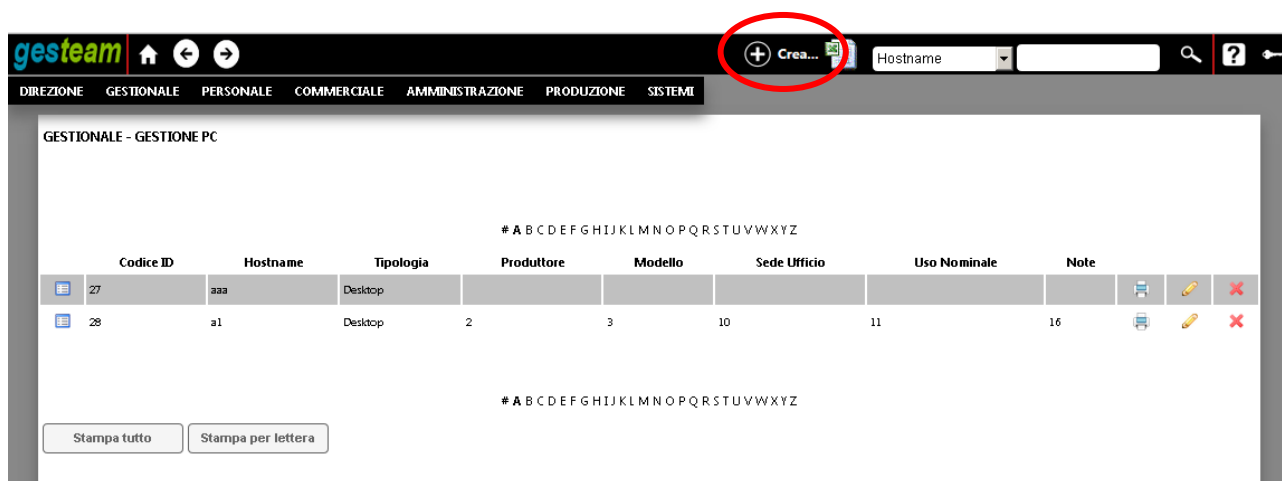 gesteam Crea... Hostname ?
DIREZIONE GESTIONALE PERSONALE COMMERCIALE AMMINISTRAZIONE PRODUZIONE SISTEMI
GESTIONALE - GESTIONE PC
# A B C D E F G H I J K L M N O P Q R S T U V W X Y Z
Codice ID Hostname Tipologia Produttore Modello Sede Ufficio Uso Nominale Note
27 aaa Desktop
28 a1 Desktop 2 3 10 11 16
# A B C D E F G H I J K L M N O P Q R S T U V W X Y Z
Stampa tutto Stampa per lettera